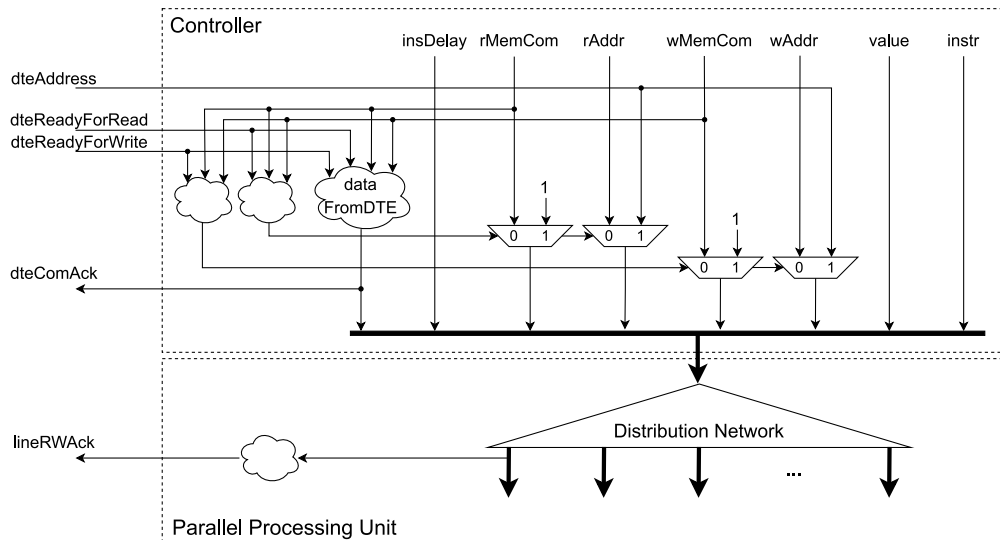 Controller
insDelay rMemCom rAddr wMemCom wAddr value instr
dteAddress
dteReadyForRead
dteReadyForWrite
data
FromDTE
1
0 1 0 1
1
0 1 0 1
dteComAck
Distribution Network
lineRWAck
...
Parallel Processing Unit